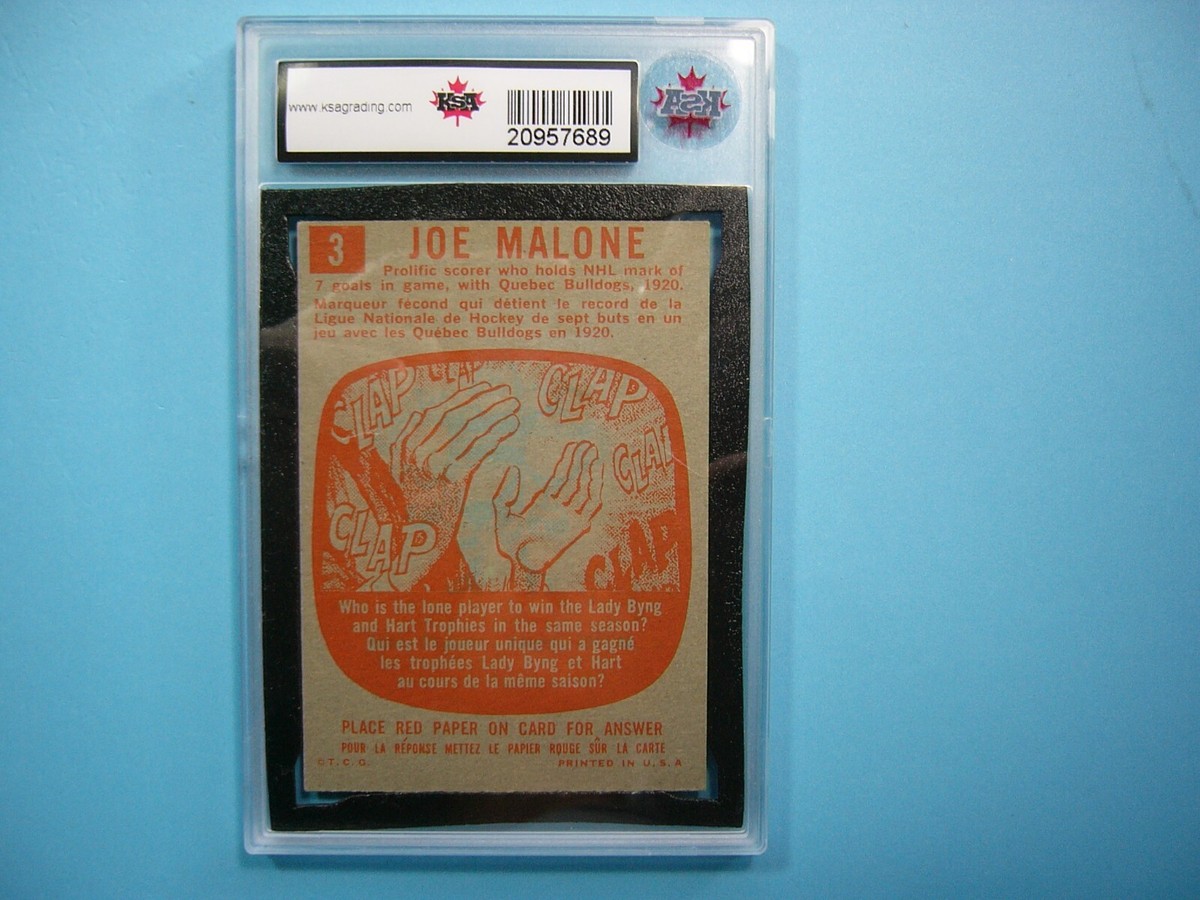 www.ksagrading.com
KSA
20957689
KSA
3
JOE MALONE
Prolific scorer who holds NHL mark of
7 goals in game, with Quebec Bulldogs, 1920.
Marqueur fécond qui détient le record de la
Ligue Nationale de Hockey de sept buts en un
jeu avec les Québec Bulldogs en 1920.
CLAP
CLAP
CLAP
CLAP
CLAP
CLAP
Who is the lone player to win the Lady Byng
and Hart Trophies in the same season?
Qui est le joueur unique qui a gagné
les trophées Lady Byng et Hart
au cours de la même saison?
PLACE RED PAPER ON CARD FOR ANSWER
POUR LA RÉPONSE METTEZ LE PAPIER ROUGE SÛR LA CARTE
©T.C.G.
PRINTED IN U.S.A